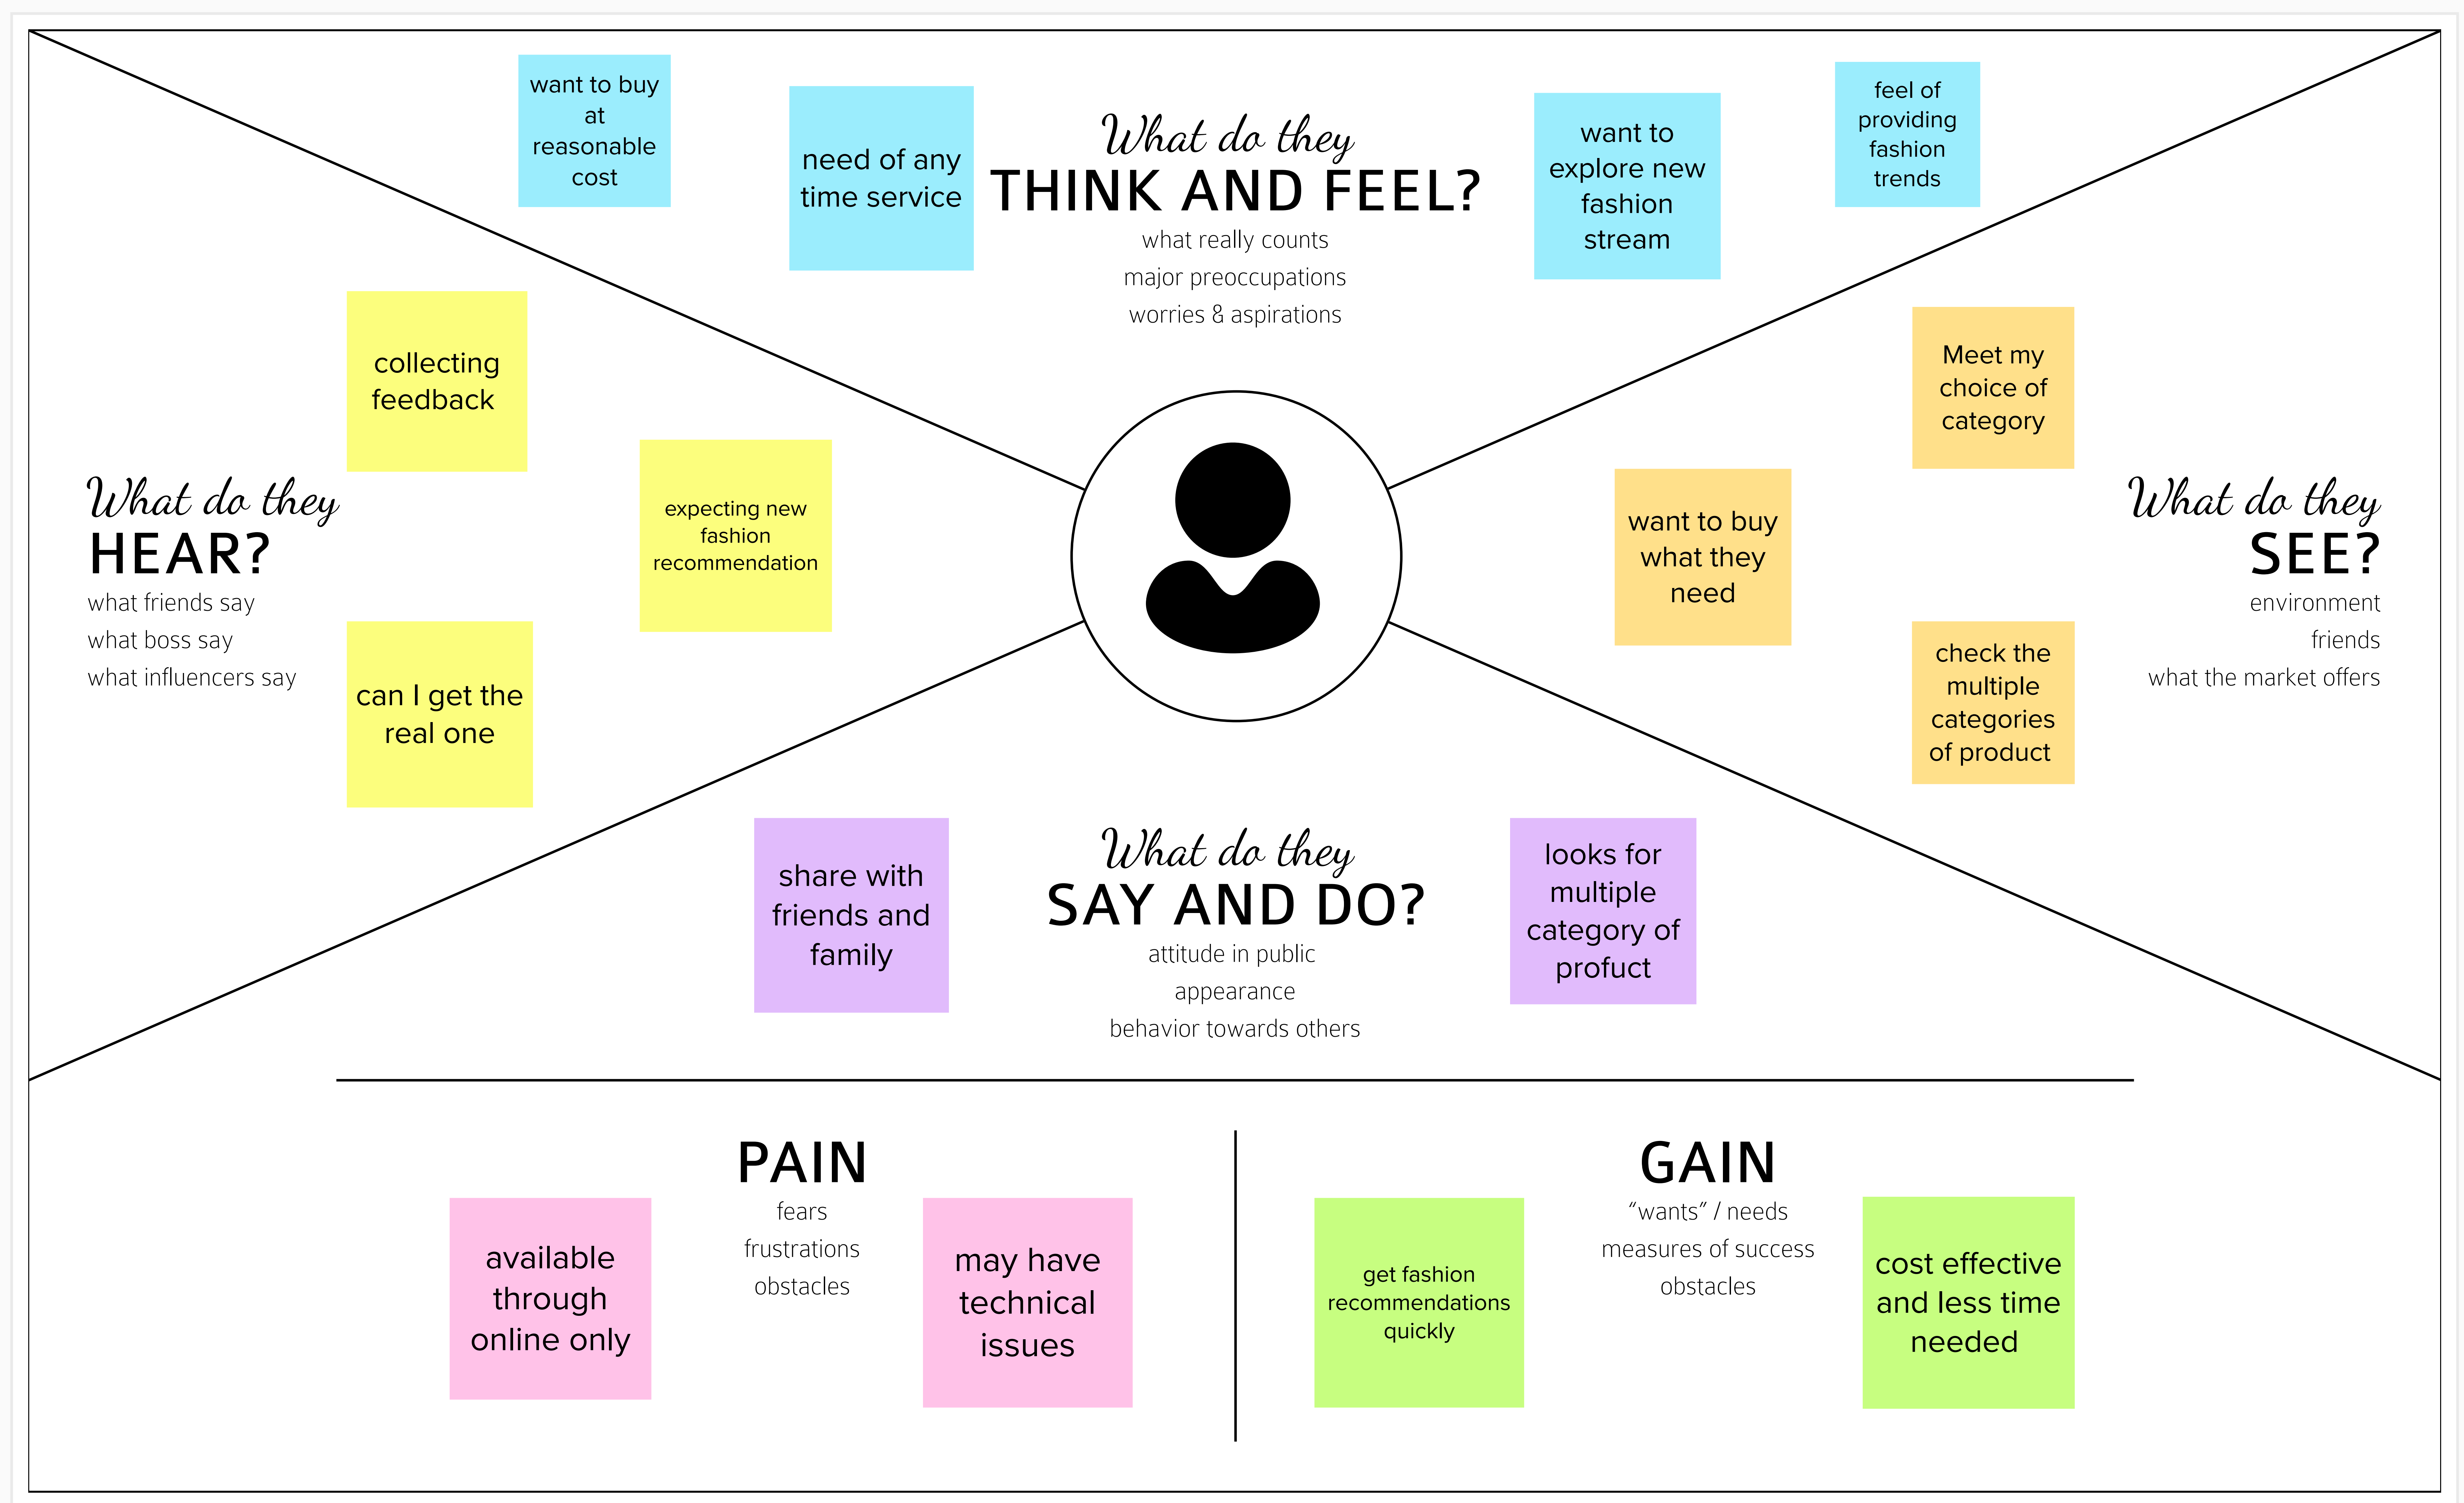 want to buy
at
reasonable
cost
need of any
time service
What do they
THINK AND FEEL?
what really counts
major preoccupations
worries & aspirations
want to
explore new
fashion
stream
feel of
providing
fashion
trends
collecting
feedback
expecting new
fashion
recommendation
What do they
HEAR?
what friends say
what boss say
what influencers say
can I get the
real one
Meet my
choice of
category
want to buy
what they
need
What do they
SEE?
environment
friends
what the market offers
check the
multiple
categories
of product
share with
friends and
family
What do they
SAY AND DO?
attitude in public
appearance
behavior towards others
looks for
multiple
category of
profuct
PAIN
fears
frustrations
obstacles
available
through
online only
may have
technical
issues
GAIN
“wants” / needs
measures of success
obstacles
get fashion
recommendations
quickly
cost effective
and less time
needed